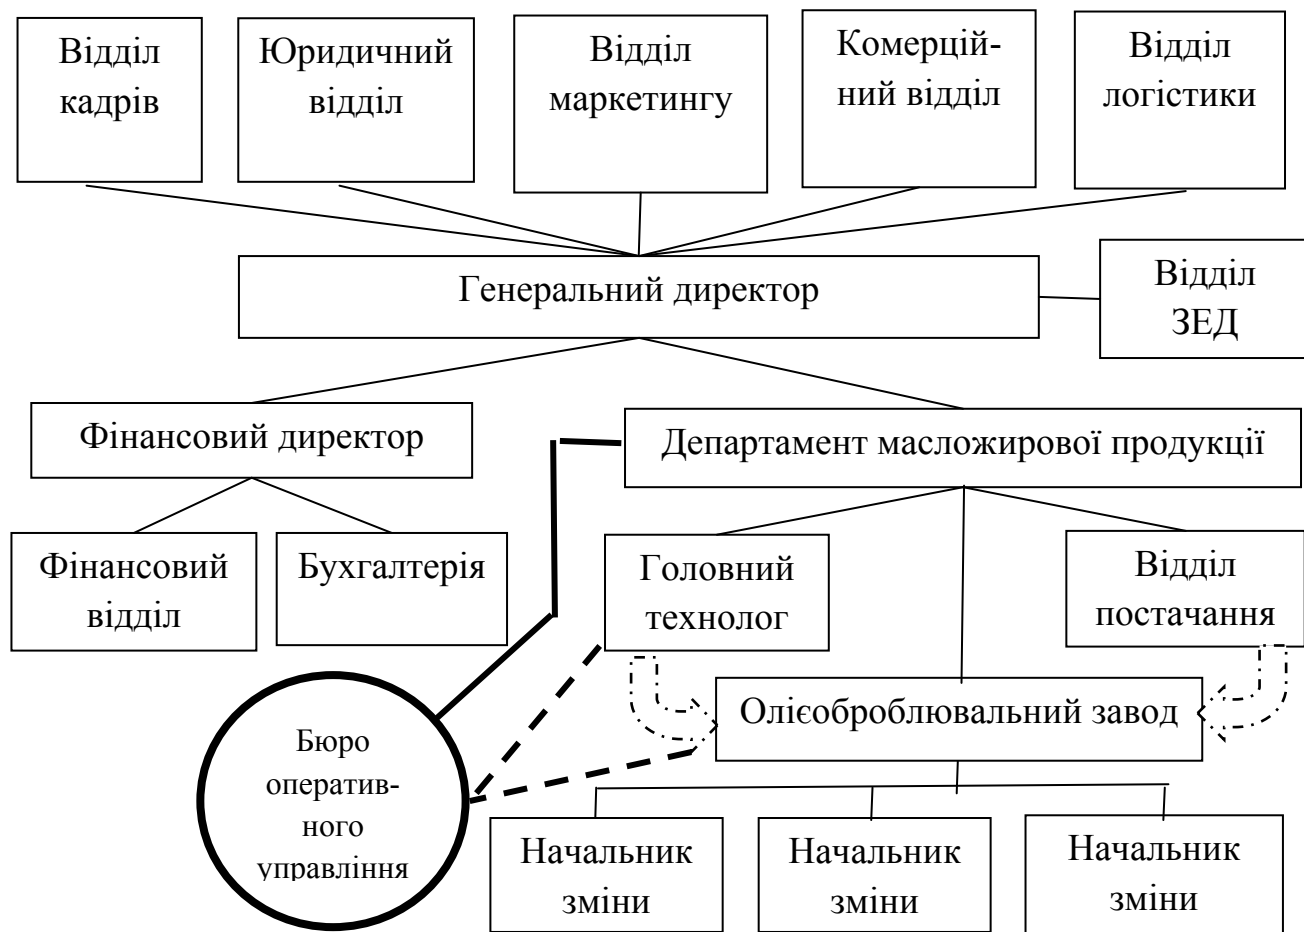 Відділ
кадрів
Юридичний
відділ
Відділ
маркетингу
Комерцій-
ний відділ
Відділ
логістики
Генеральний директор
Відділ
ЗЕД
Фінансовий директор
Департамент масложирової продукції
Фінансовий
відділ
Бухгалтерія
Головний
технолог
Відділ
постачання
Олієоброблювальний завод
Бюро
оператив-
ного
управління
Начальник
зміни
Начальник
зміни
Начальник
зміни